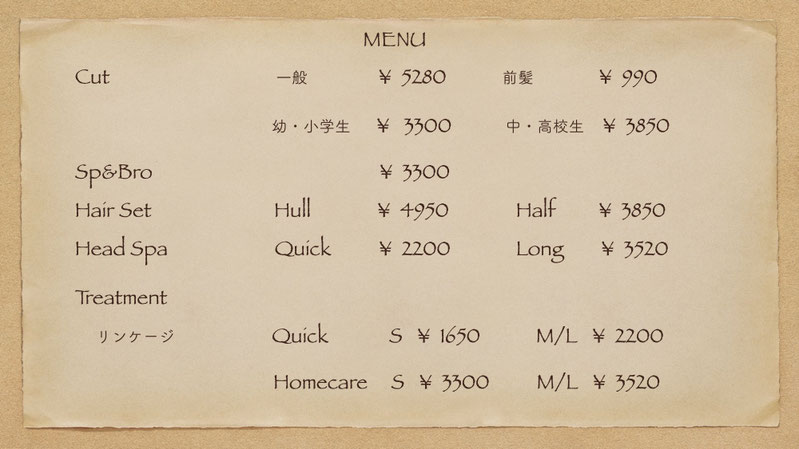 MENU
Cut 一般 ¥ 5280 前髪 ¥ 990
幼・小学生 ¥ 3300 中・高校生 ¥ 3850
Sp&Bro ¥ 3300
Hair Set Hull ¥ 4950 Half ¥ 3850
Head Spa Quick ¥ 2200 Long ¥ 3520
Treatment
リンケージ Quick S ¥ 1650 M/L ¥ 2200
Homecare S ¥ 3300 M/L ¥ 3520